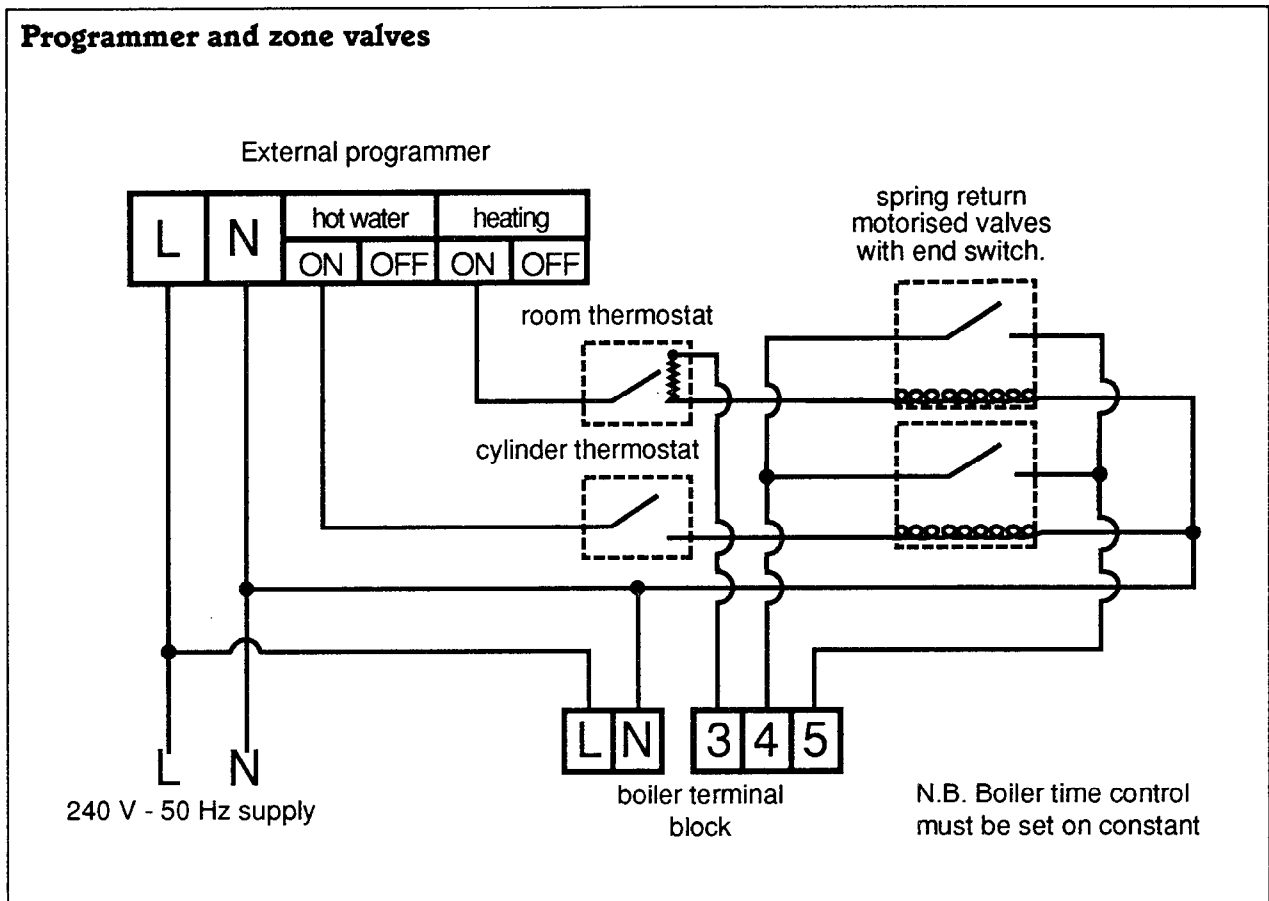 Programmer and zone valves
External programmer
L N hot water heating
ON OFF ON OFF
spring return
motorised valves
with end switch.
room thermostat
cylinder thermostat
L N 3 4 5
L N
240 V - 50 Hz supply
boiler terminal
block
N.B. Boiler time control
must be set on constant